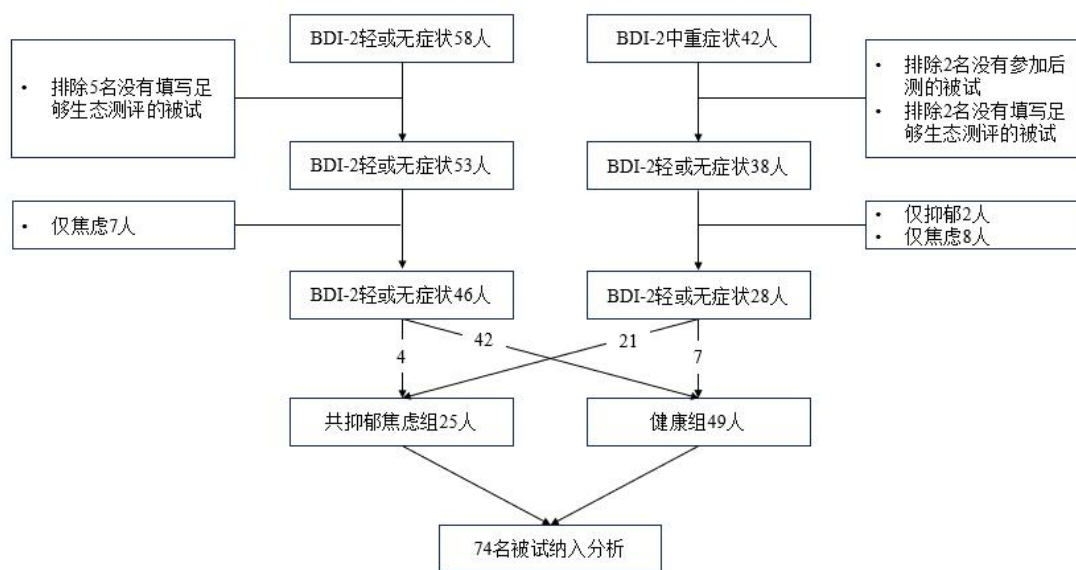 BDI-2轻或无症状58人
BDI-2中重症状42人
• 排除5名没有填写足
够生态测评的被试
• 排除2名没有参加后
测的被试
• 排除2名没有填写足
够生态测评的被试
BDI-2轻或无症状53人
BDI-2轻或无症状38人
• 仅焦虑7人
• 仅抑郁2人
• 仅焦虑8人
BDI-2轻或无症状46人
BDI-2轻或无症状28人
4
42
21
7
共抑郁焦虑组25人
健康组49人
74名被试纳入分析